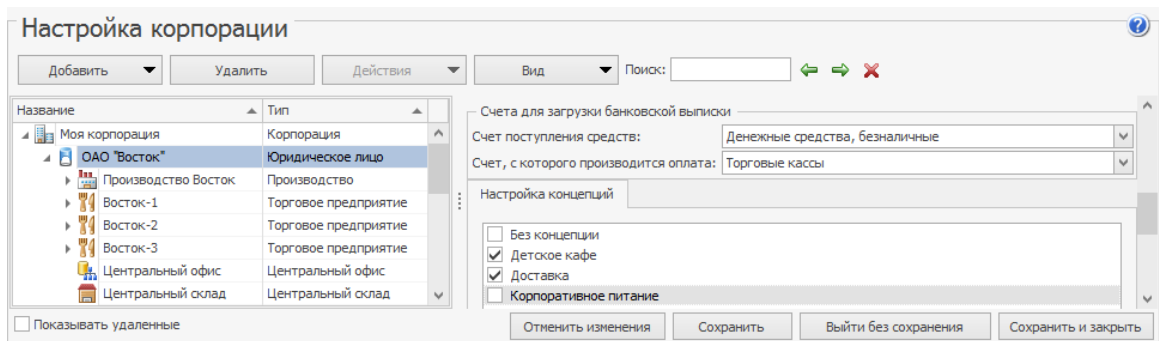 Настройка корпорации
Добавить Удалить Действия Вид Поиск:
Название Тип
Моя корпорация Корпорация
ОАО "Восток" Юридическое лицо
Производство Восток Производство
Восток-1 Торговое предприятие
Восток-2 Торговое предприятие
Восток-3 Торговое предприятие
Центральный офис Центральный офис
Центральный склад Центральный склад
Счета для загрузки банковской выписки
Счет поступления средств: Денежные средства, безналичные
Счет, с которого производится оплата: Торговые кассы
Настройка концепций
Без концепции
Детское кафе
Доставка
Корпоративное питание
Показывать удаленные
Отменить изменения Сохранить Выйти без сохранения Сохранить и закрыть